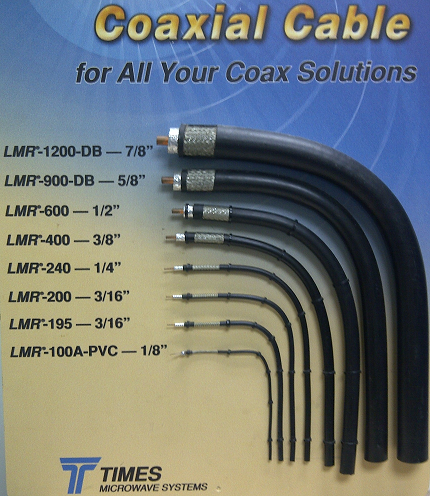 Coaxial Cable
for All Your Coax Solutions
LMR®-1200-DB — 7/8”
LMR®-900-DB — 5/8”
LMR®-600 — 1/2”
LMR®-400 — 3/8”
LMR®-240 — 1/4”
LMR®-200 — 3/16”
LMR®-195 — 3/16”
LMR®-100A-PVC — 1/8”
TIMES
MICROWAVE SYSTEMS